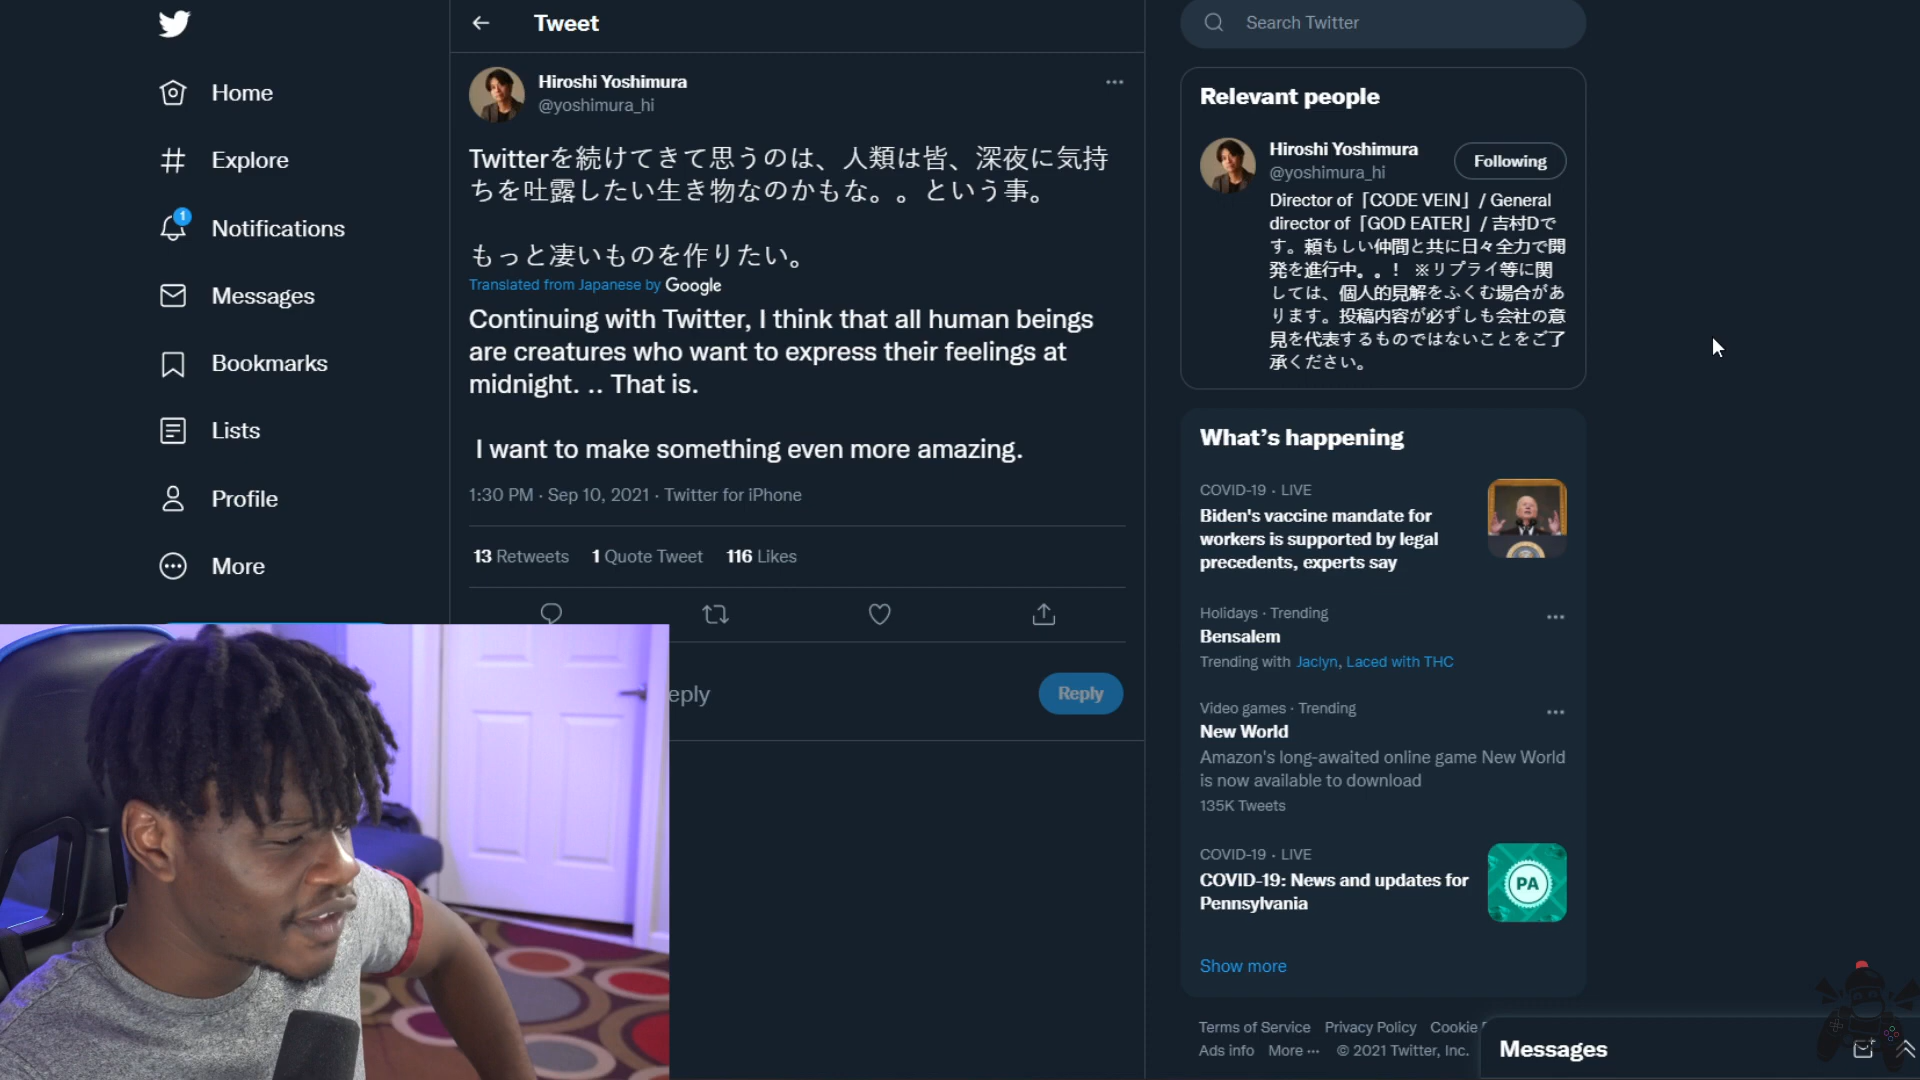 Home
Explore
1
Notifications
Messages
Bookmarks
Lists
Profile
More
Tweet
Hiroshi Yoshimura
@yoshimura_hi
Twitterを続けてきて思うのは、人類は皆、深夜に気持
ちを吐露したい生き物なのかもな。。という事。
もっと凄いものを作りたい。
Translated from Japanese by Google
Continuing with Twitter, I think that all human beings
are creatures who want to express their feelings at
midnight. .. That is.
I want to make something even more amazing.
1:30 PM · Sep 10, 2021 · Twitter for iPhone
13 Retweets 1 Quote Tweet 116 Likes
eply
Reply
Search Twitter
Relevant people
Hiroshi Yoshimura
@yoshimura_hi
Following
Director of「CODE VEIN」/ General
director of「GOD EATER」/ 吉村Dで
す。頼もしい仲間と共に日々全力で開
発を進行中。。！ ※リプライ等に関
しては、個人的見解をふくむ場合があ
ります。投稿内容が必ずしも会社の意
見を代表するものではないことをご了
承ください。
What's happening
COVID-19 · LIVE
Biden's vaccine mandate for
workers is supported by legal
precedents, experts say
Holidays · Trending
Bensalem
Trending with Jaclyn, Laced with THC
Video games · Trending
New World
Amazon's long-awaited online game New World
is now available to download
135K Tweets
COVID-19 · LIVE
COVID-19: News and updates for
Pennsylvania
PA
Show more
Terms of Service Privacy Policy Cookie
Ads info More ··· © 2021 Twitter, Inc.
Messages